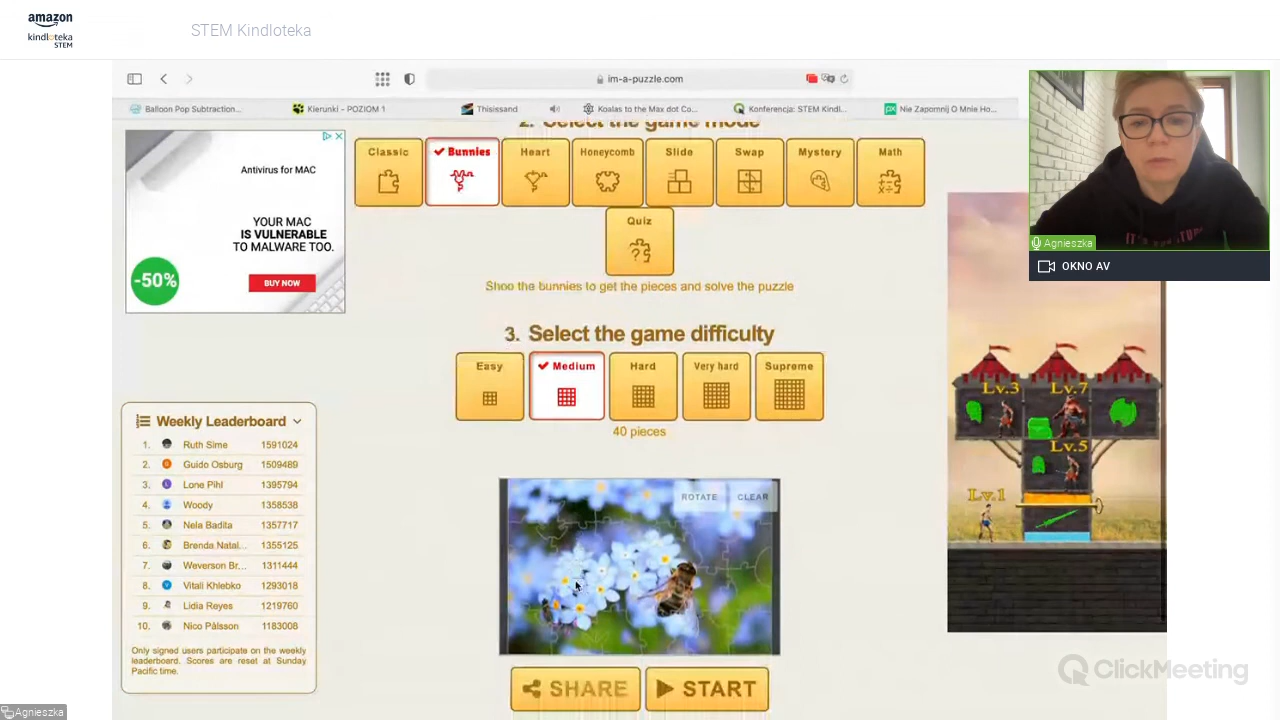 amazon
kindloteka
STEM
STEM Kindloteka
im-a-puzzle.com
Balloon Pop Subtraction...
Kierunki - POZIOM 1
Thisissand
Koalas to the Max dot Co...
Konferencja: STEM Kindl...
Nie Zapomnij O Mnie Ho...
Antivirus for MAC
YOUR MAC
IS VULNERABLE
TO MALWARE TOO.
-50%
BUY NOW
2. Select the game mode
Classic
Bunnies
Heart
Honeycomb
Slide
Swap
Mystery
Math
Quiz
Shoo the bunnies to get the pieces and solve the puzzle
3. Select the game difficulty
Easy
Medium
Hard
Very hard
Supreme
40 pieces
ROTATE
CLEAR
SHARE
START
Weekly Leaderboard
1. Ruth Sime 1591024
2. Guido Osburg 1509489
3. Lone Pihl 1395794
4. Woody 1358538
5. Nela Badita 1357717
6. Brenda Natal... 1355125
7. Weverson Br... 1311444
8. Vitali Khlebko 1293018
9. Lidia Reyes 1219760
10. Nico Pàlsson 1183008
Only signed users participate on the weekly
leaderboard. Scores are reset at Sunday
Pacific time.
Agnieszka
OKNO AV
Lv.3
Lv.7
Lv.5
Lv.1
ClickMeeting
Agnieszka